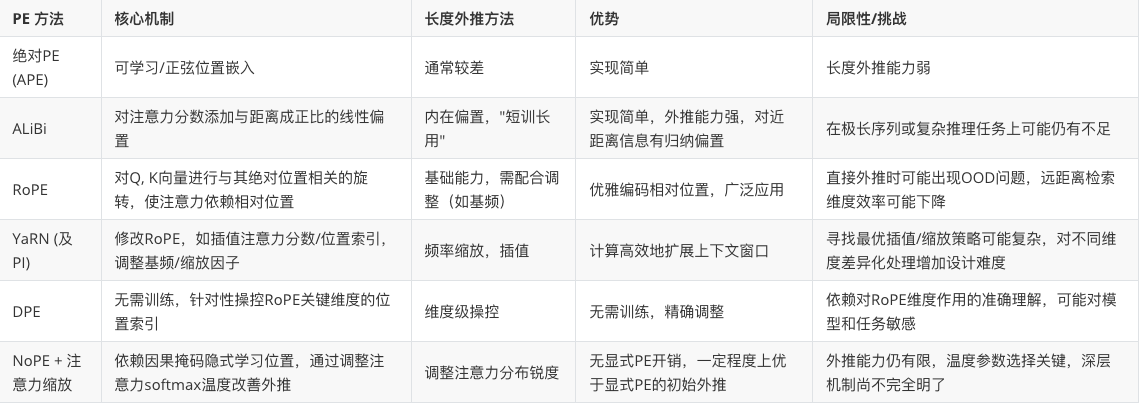 PE 方法
核心机制
长度外推方法
优势
局限性/挑战
绝对PE
(APE)
可学习/正弦位置嵌入
通常较差
实现简单
长度外推能力弱
ALiBi
对注意力分数添加与距离成正比的线性偏
置
内在偏置，"短训长
用"
实现简单，外推能力强，对近
距离信息有归纳偏置
在极长序列或复杂推理任务上可能仍有不足
RoPE
对Q, K向量进行与其绝对位置相关的旋
转，使注意力依赖相对位置
基础能力，需配合调
整（如基频）
优雅编码相对位置，广泛应用
直接外推时可能出现OOD问题，远距离检索
维度效率可能下降
YaRN (及
PI)
修改RoPE，如插值注意力分数/位置索引，
调整基频/缩放因子
频率缩放，插值
计算高效地扩展上下文窗口
寻找最优插值/缩放策略可能复杂，对不同维
度差异化处理增加设计难度
DPE
无需训练，针对性操控RoPE关键维度的位
置索引
维度级操控
无需训练，精确调整
依赖对RoPE维度作用的准确理解，可能对模
型和任务敏感
NoPE + 注
意力缩放
依赖因果掩码隐式学习位置，通过调整注
意力softmax温度改善外推
调整注意力分布锐度
无显式PE开销，一定程度上优
于显式PE的初始外推
外推能力仍有限，温度参数选择关键，深层
机制尚不完全明了